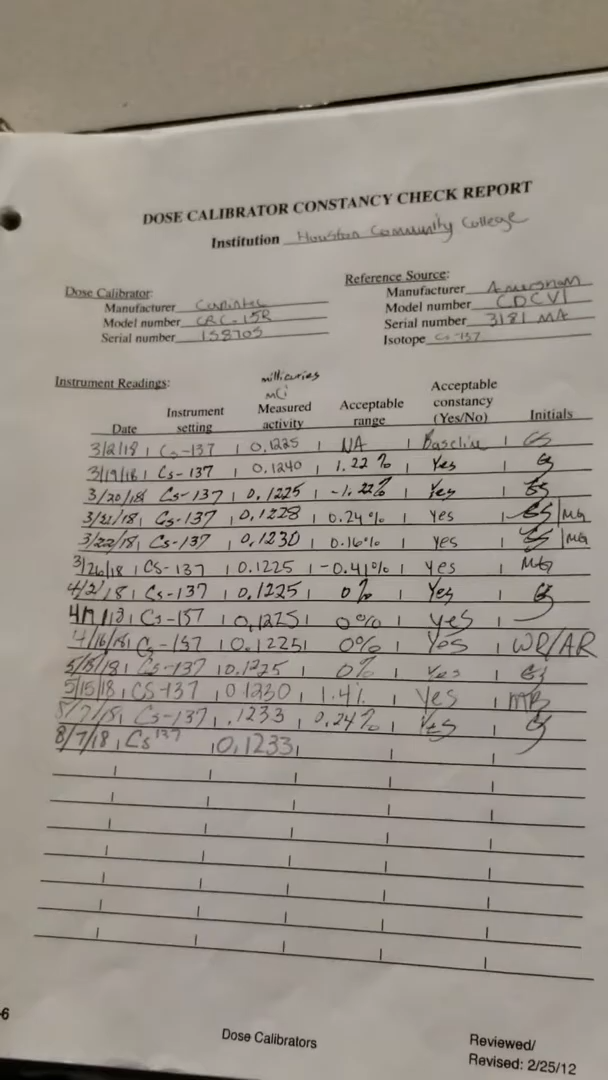 DOSE CALIBRATOR CONSTANCY CHECK REPORT
Institution Houston Community College
Dose Calibrator:
Manufacturer Capintec
Model number CRC-15R
Serial number 158705
Reference Source:
Manufacturer Amersham
Model number CDCV1
Serial number 3181 MA
Isotope Cs-137
Instrument Readings:
millicuries
mCi
Date Instrument setting Measured activity Acceptable range Acceptable constancy (Yes/No) Initials
3/2/18 Cs-137 0.1225 NA Baseline
3/19/18 Cs-137 0.1240 1.22 % Yes
3/20/18 Cs-137 0.1225 -1.22% Yes
3/21/18 Cs-137 0.1228 0.24% yes MG
3/22/18 Cs-137 0.1230 0.16% yes MG
3/26/18 CS-137 0.1225 -0.41% yes MG
4/2/18 Cs-137 0.1225 0% Yes
Cs-137 0.1225 0% yes
4/16/18 Cs-137 0.1225 0% Yes WR/AR
5/8/18 Cs-137 0.1225 0% Yes
5/15/18 CS-137 0.1230 Yes
8/7/18 Cs-137 .1233 0.24% Yes
8/7/18 Cs137 0.1233
-6
Dose Calibrators
Reviewed/
Revised: 2/25/12